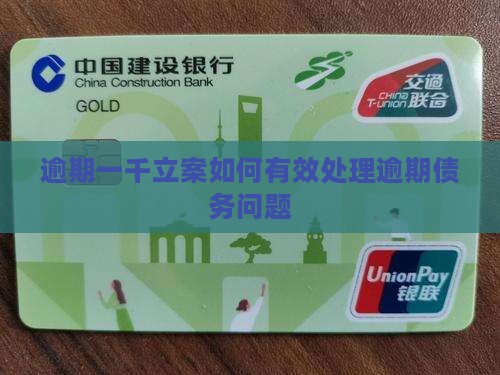 中国建设银行
China Construction Bank
GOLD
交通
CHINA
T-UNION 联合
逾期一千立案如何有效处理逾期债
务问题
UnionPay
银联